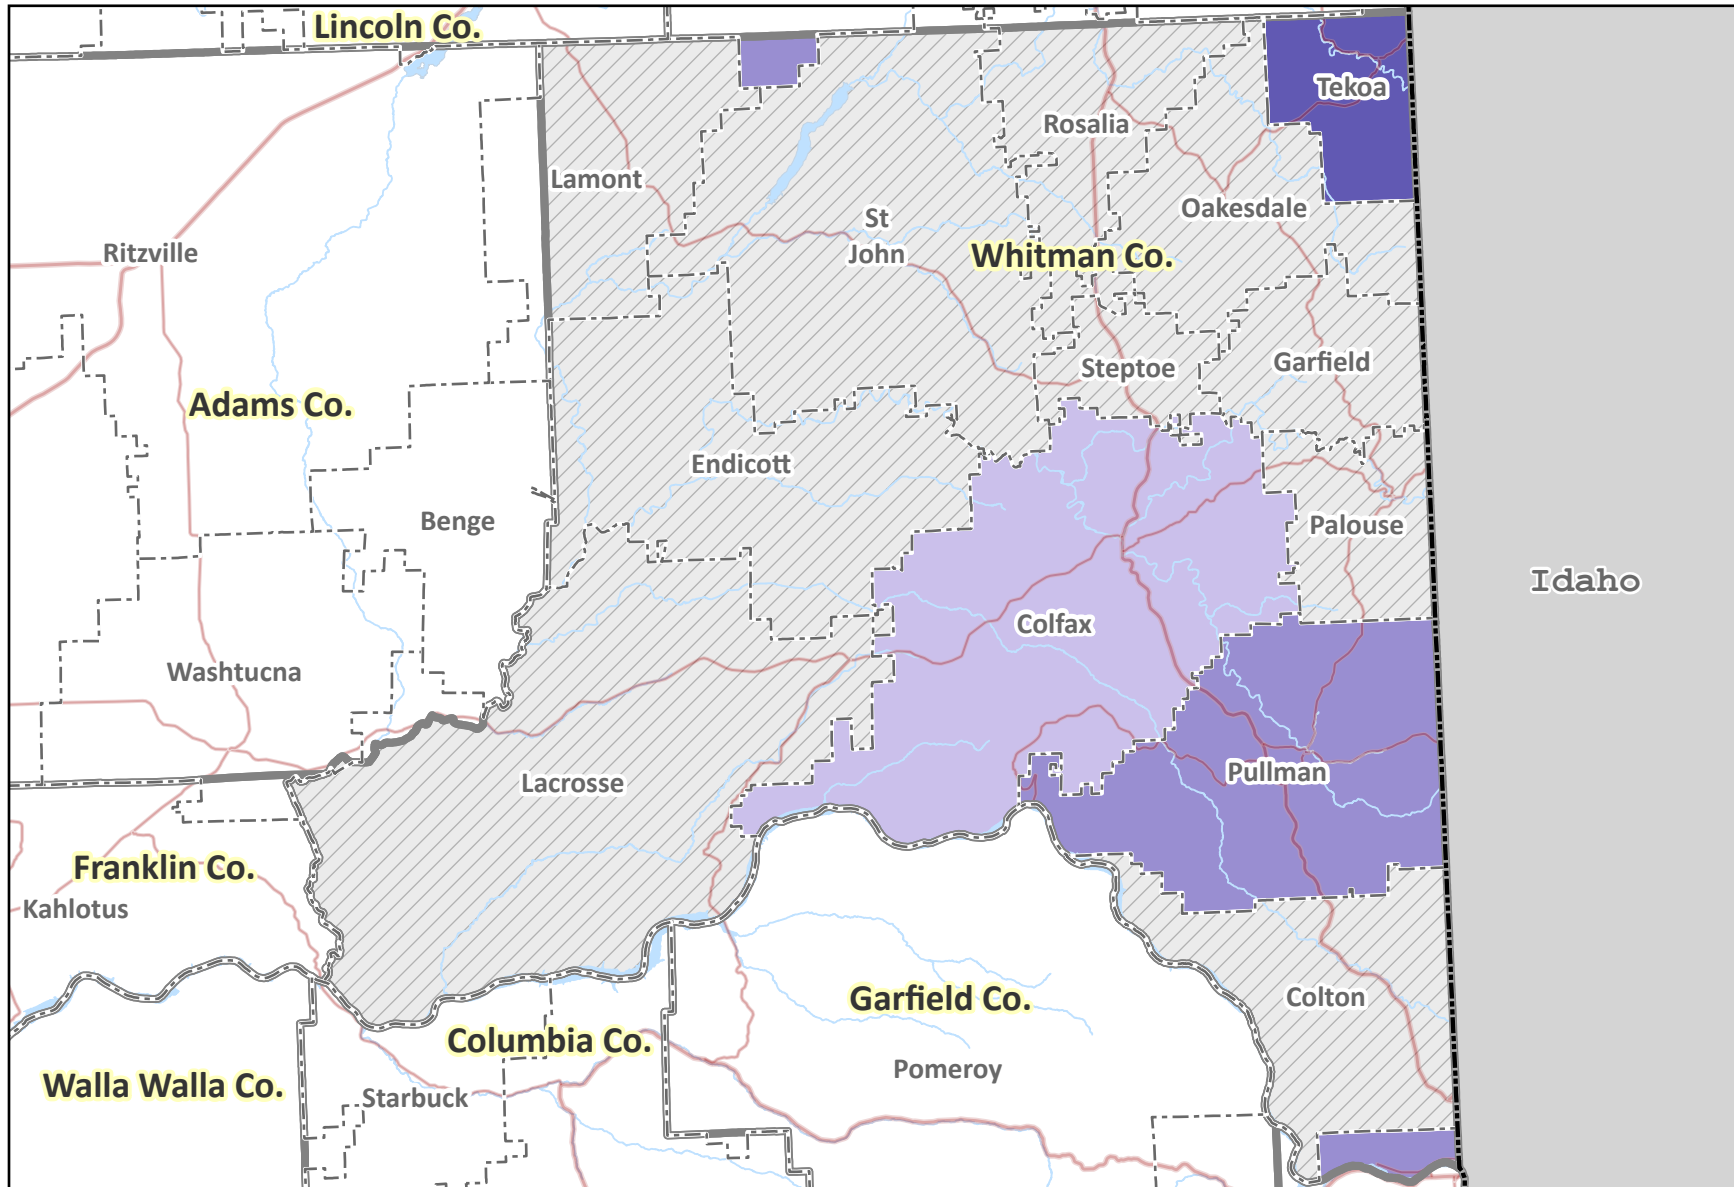 Lincoln Co.
Tekoa
Rosalia
Lamont
Oakesdale
St
John
Ritzville
Whitman Co.
Steptoe
Garfield
Adams Co.
Endicott
Benge
Palouse
Idaho
Colfax
Washtucna
Pullman
Lacrosse
Franklin Co.
Kahlotus
Garfield Co.
Colton
Columbia Co.
Pomeroy
Walla Walla Co.
Starbuck